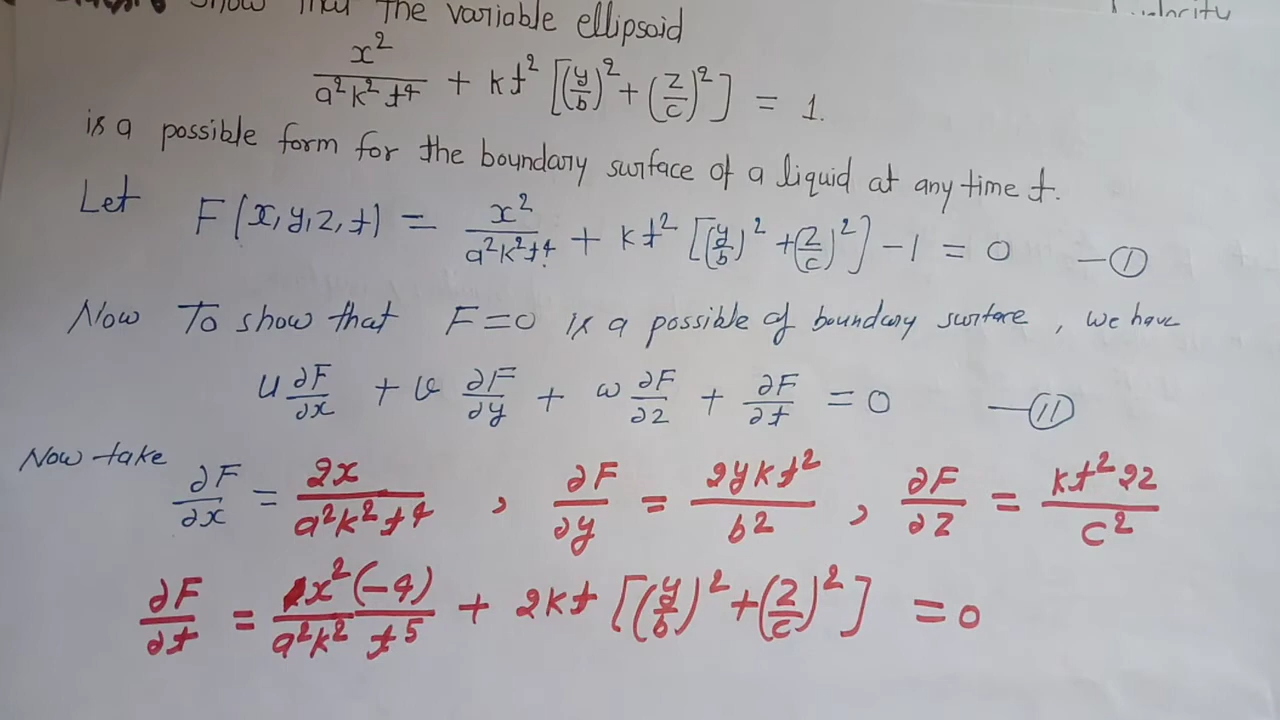 Show that the variable ellipsoid
x²/a²k²t⁴ + kt² [(y/b)² + (z/c)²] = 1.
is a possible form for the boundary surface of a liquid at any time t.
Let F(x,y,z,t) = x²/a²k²t⁴ + kt² [(y/b)² + (z/c)²] - 1 = 0 —(I)
Now To show that F=0 is a possible of boundary surface, we have
u ∂F/∂x + v ∂F/∂y + w ∂F/∂z + ∂F/∂t = 0 —(II)
Now take
∂F/∂x = 2x/a²k²t⁴ , ∂F/∂y = 2ykt²/b² , ∂F/∂z = kt²2z/c²
∂F/∂t = x²(-4)/a²k² t⁵ + 2kt [(y/b)² + (z/c)²] = 0